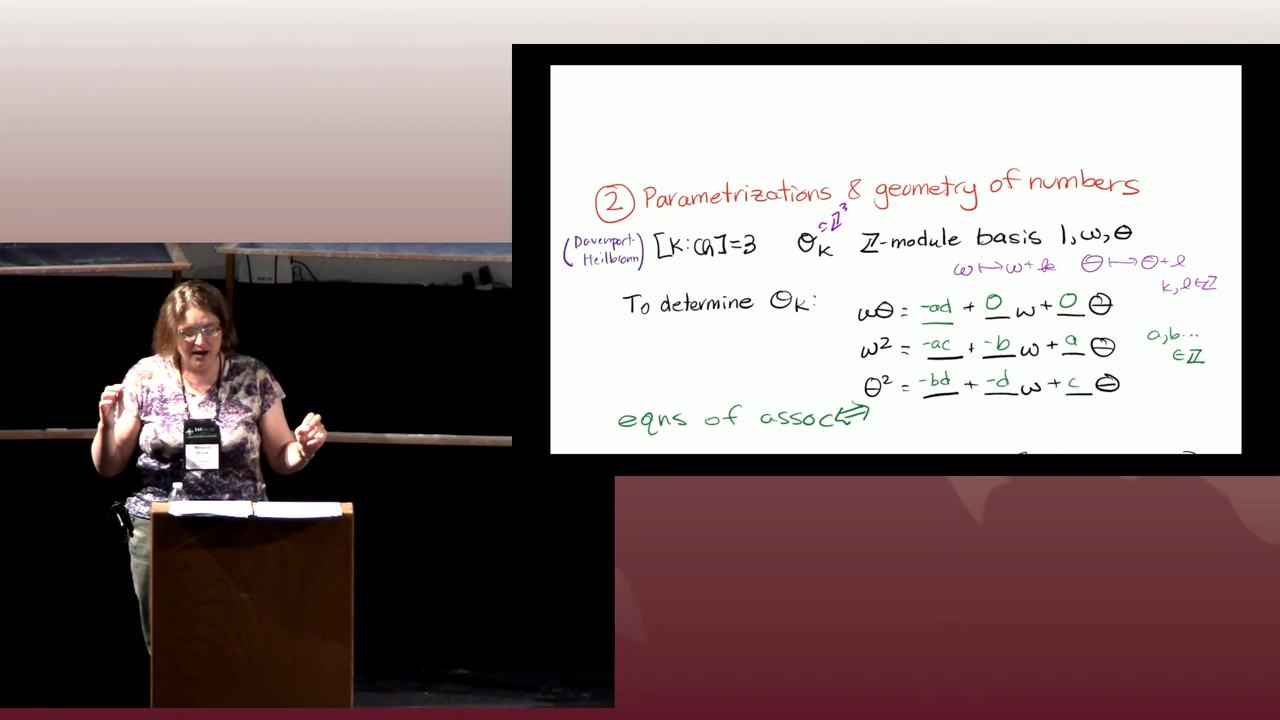 ② Parametrizations & geometry of numbers
(Davenport-Heilbronn) [K:ℚ]=3 𝒪_K ≅ℤ³ ℤ-module basis 1, ω, θ
ω↦ω+k θ↦θ+ℓ
k,ℓ∈ℤ
To determine 𝒪_K: ωθ = -ad + 0 ω + 0 θ
ω² = -ac + -b ω + a θ a,b... ∈ℤ
θ² = -bd + -d ω + c θ
eqns of assoc ⟺